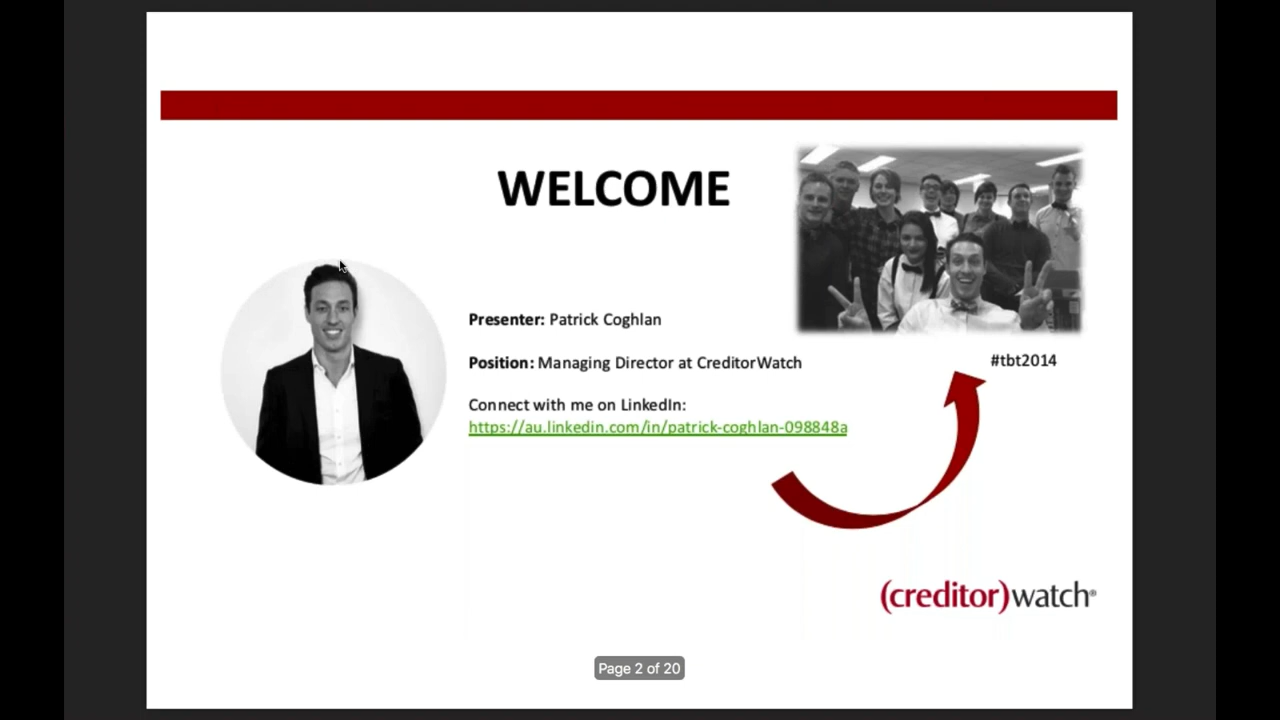 WELCOME
Presenter: Patrick Coghlan
Position: Managing Director at CreditorWatch
#tbt2014
Connect with me on LinkedIn:
https://au.linkedin.com/in/patrick-coghlan-098848a
(creditor)watch®
Page 2 of 20